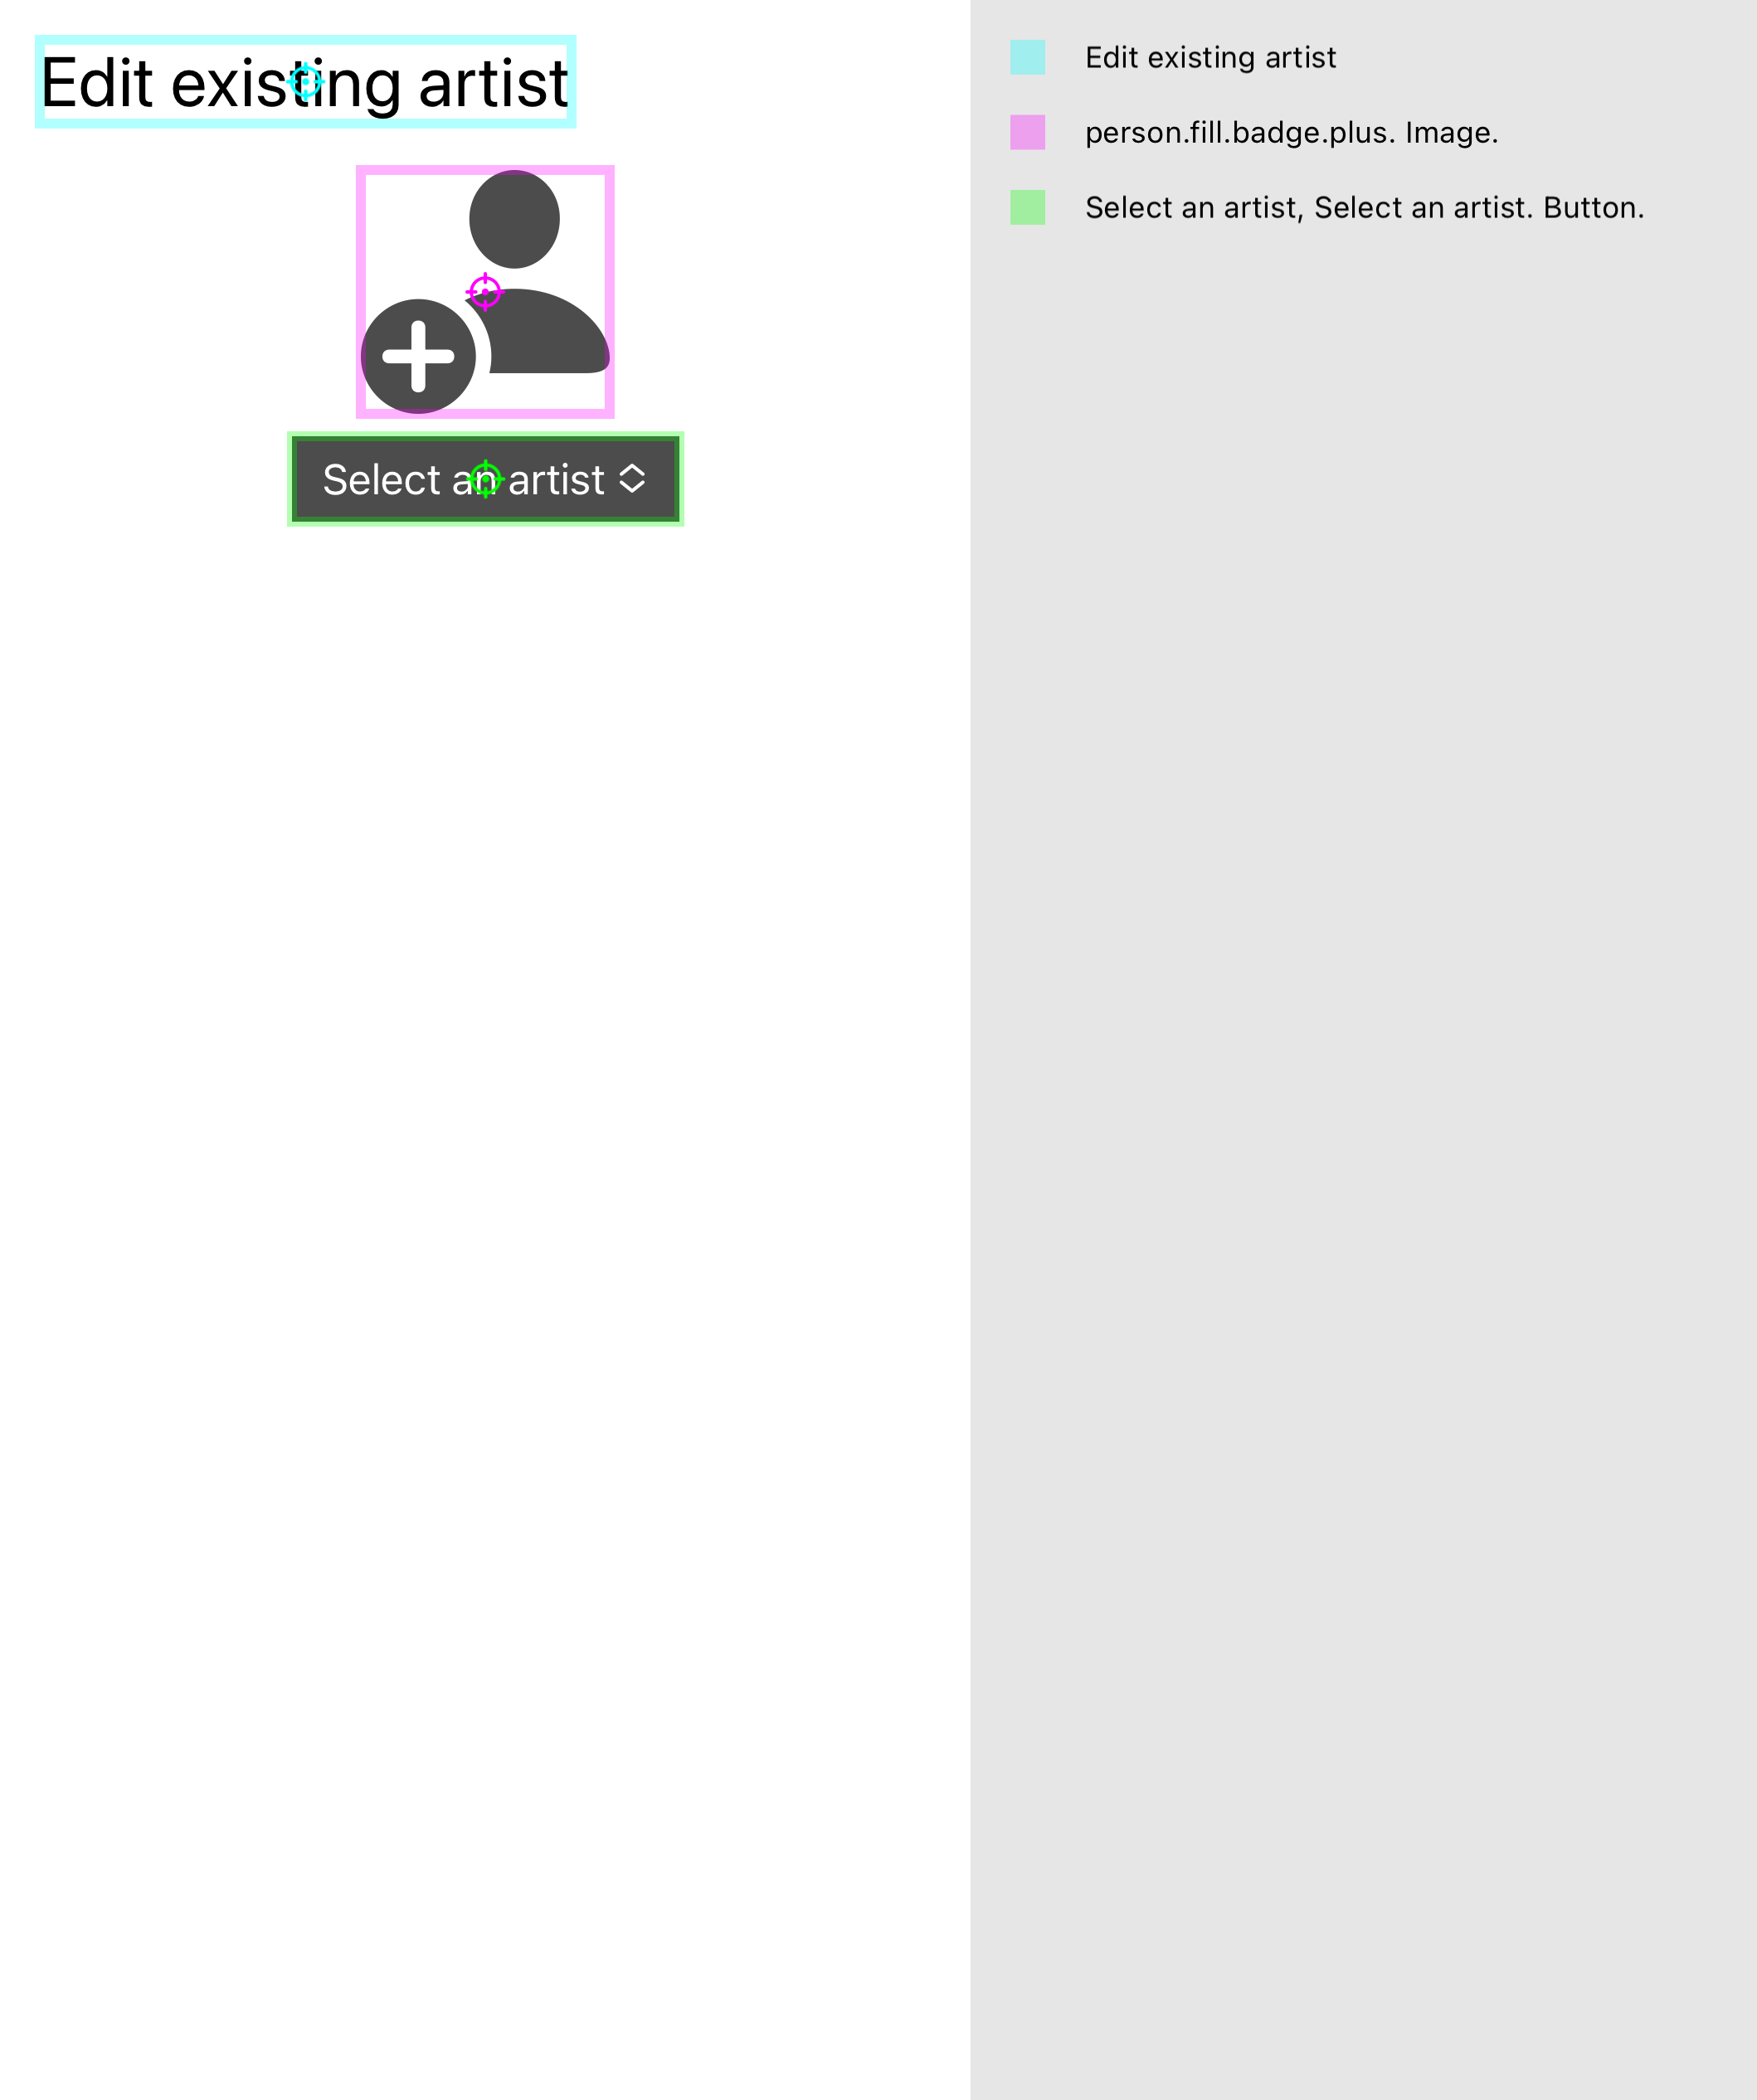 Edit existing artist
Select an artist
Edit existing artist
person.fill.badge.plus. Image.
Select an artist, Select an artist. Button.